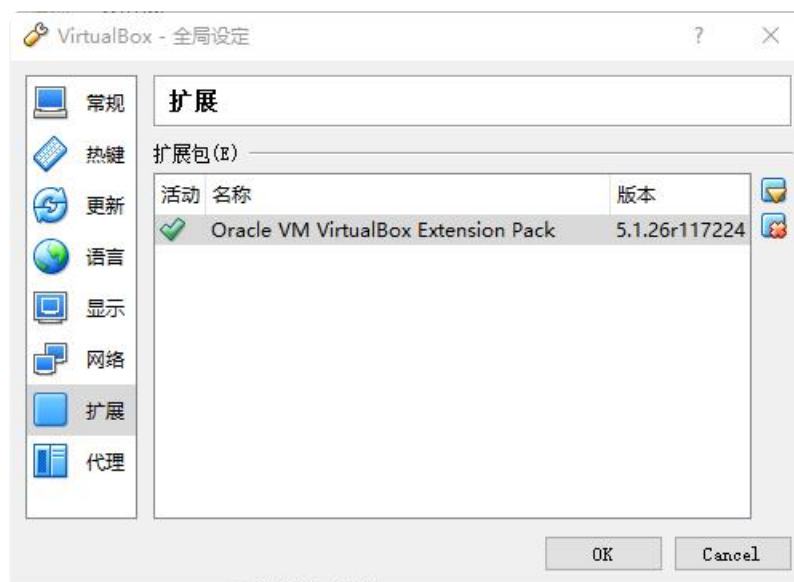 VirtualBox - 全局设定
常规
热键
更新
语言
显示
网络
扩展
代理
扩展
扩展包(E)
活动 名称 版本
Oracle VM VirtualBox Extension Pack 5.1.26r117224
OK Cancel